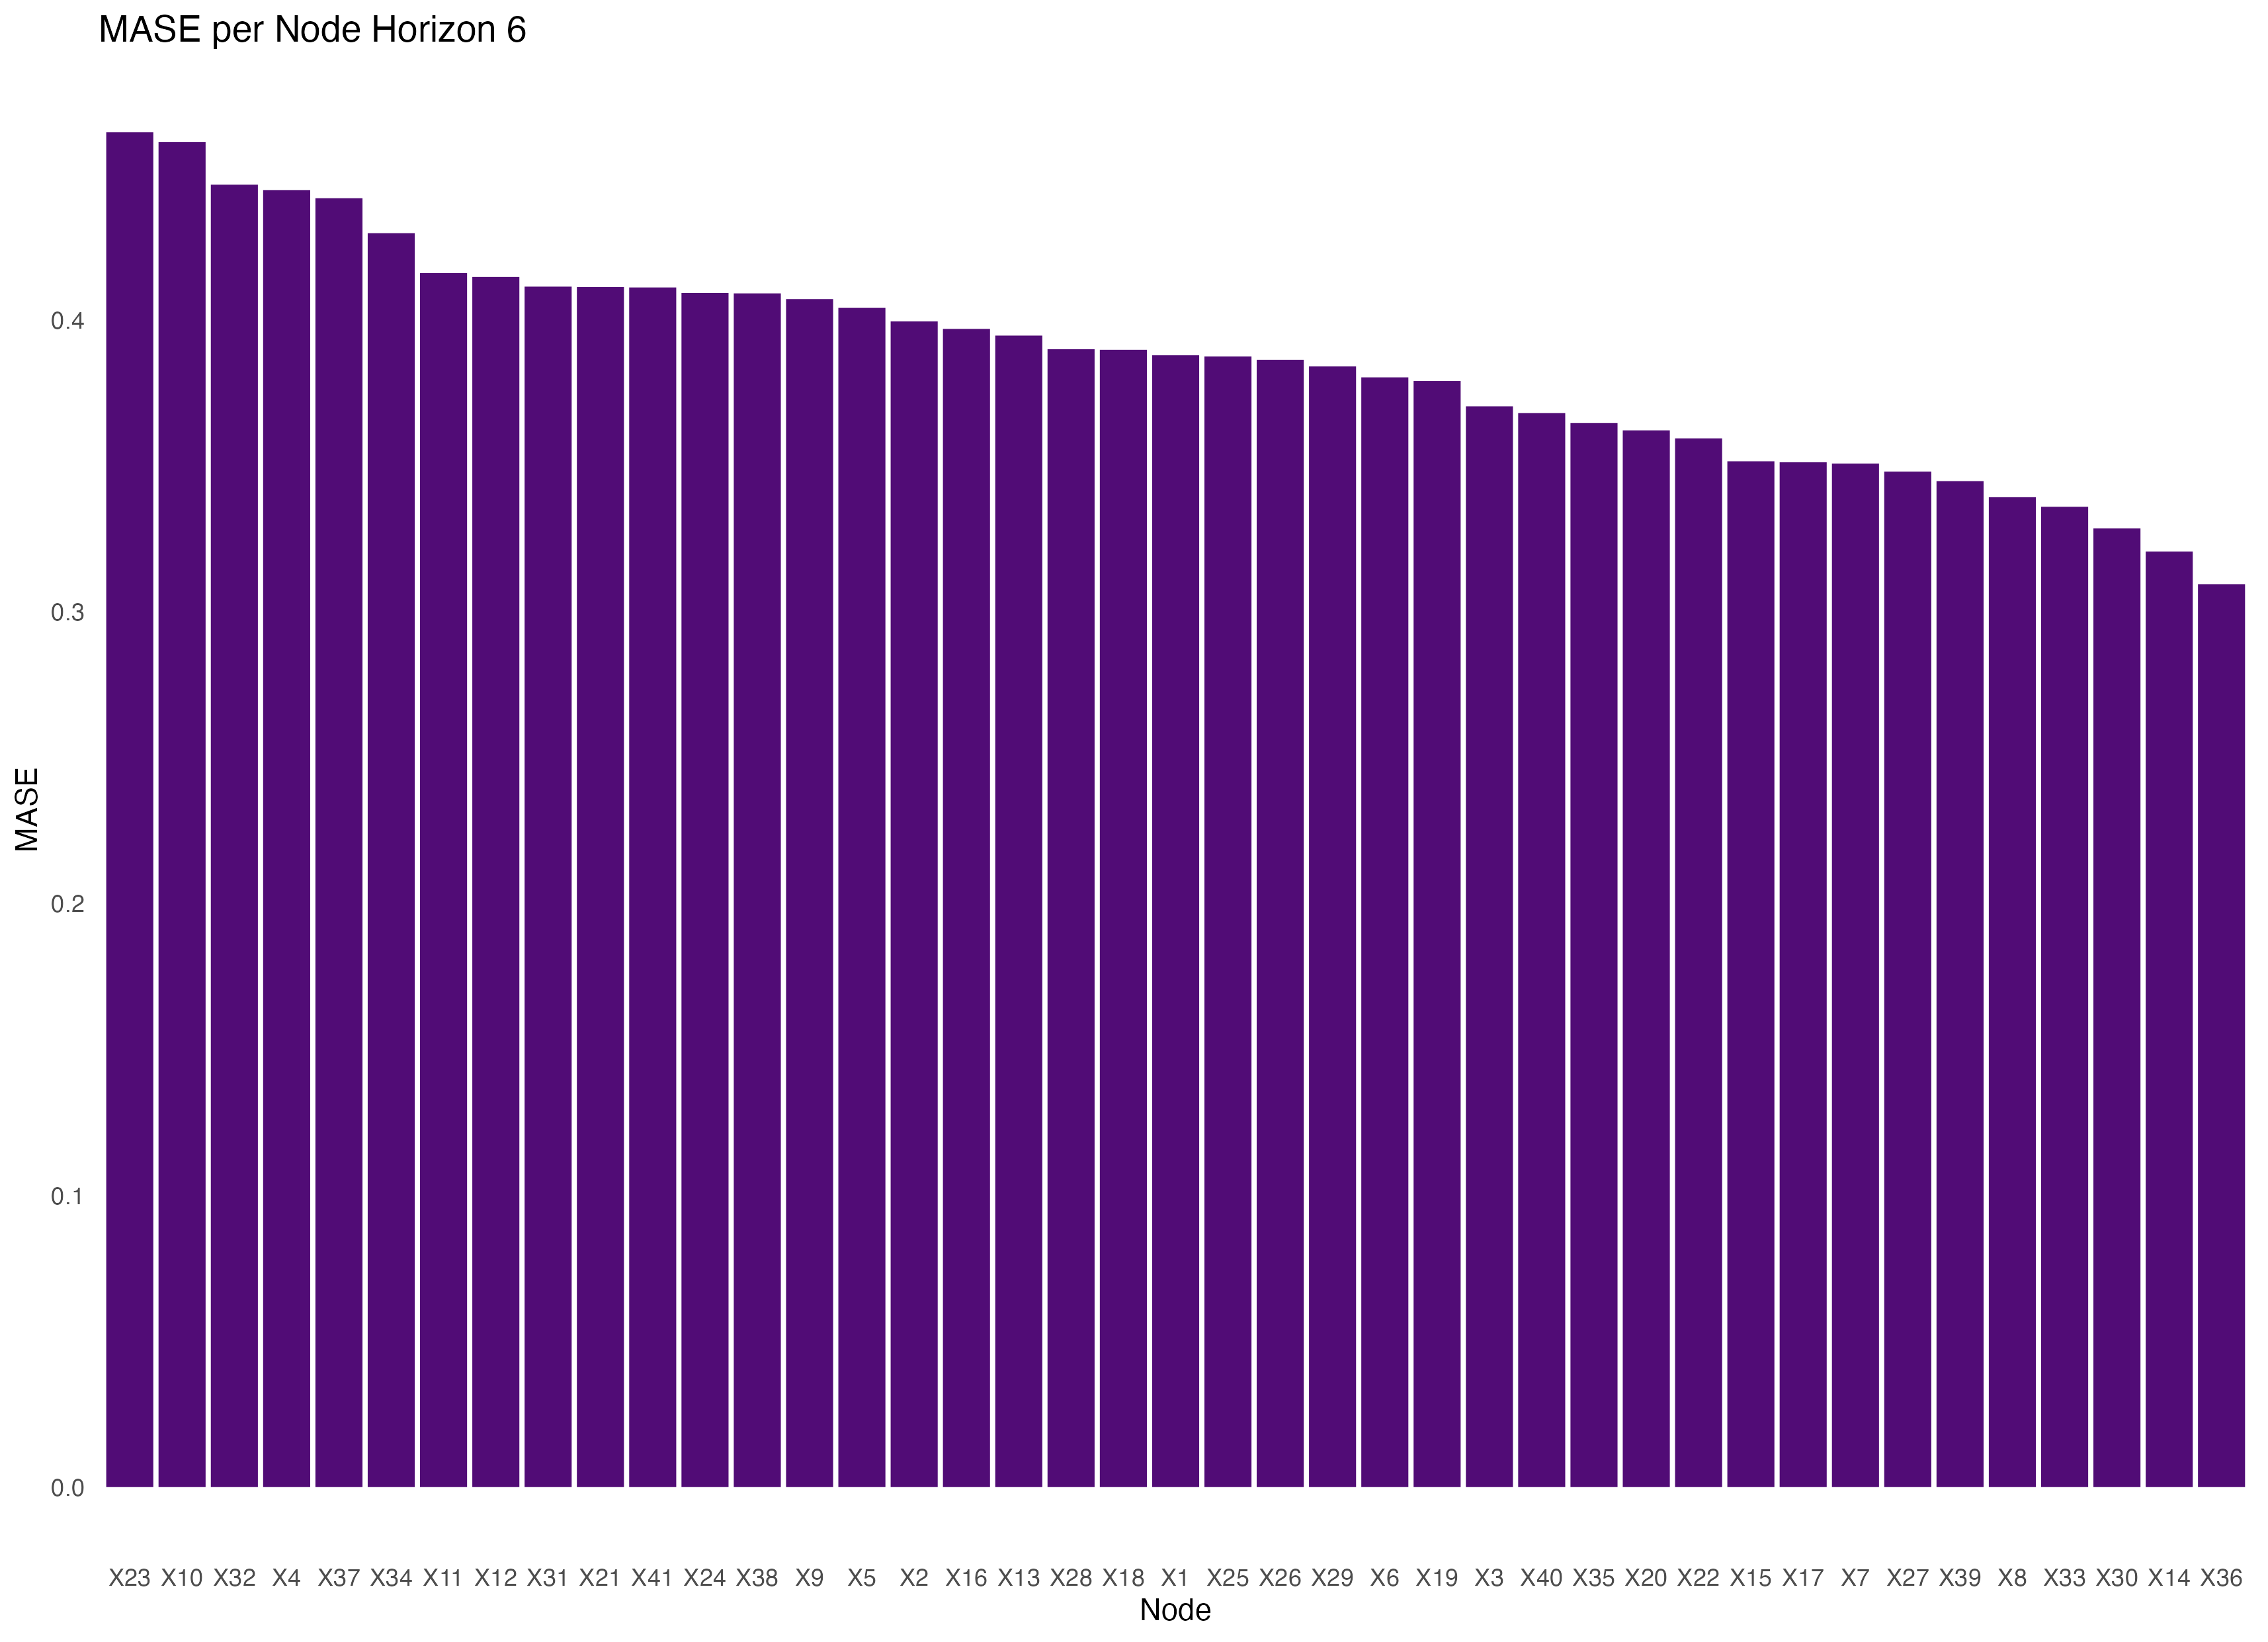 MASE per Node Horizon 6
MASE
0.4
0.3
0.2
0.1
0.0
X23 X10 X32 X4 X37 X34 X11 X12 X31 X21 X41 X24 X38 X9 X5 X2 X16 X13 X28 X18 X1 X25 X26 X29 X6 X19 X3 X40 X35 X20 X22 X15 X17 X7 X27 X39 X8 X33 X30 X14 X36
Node